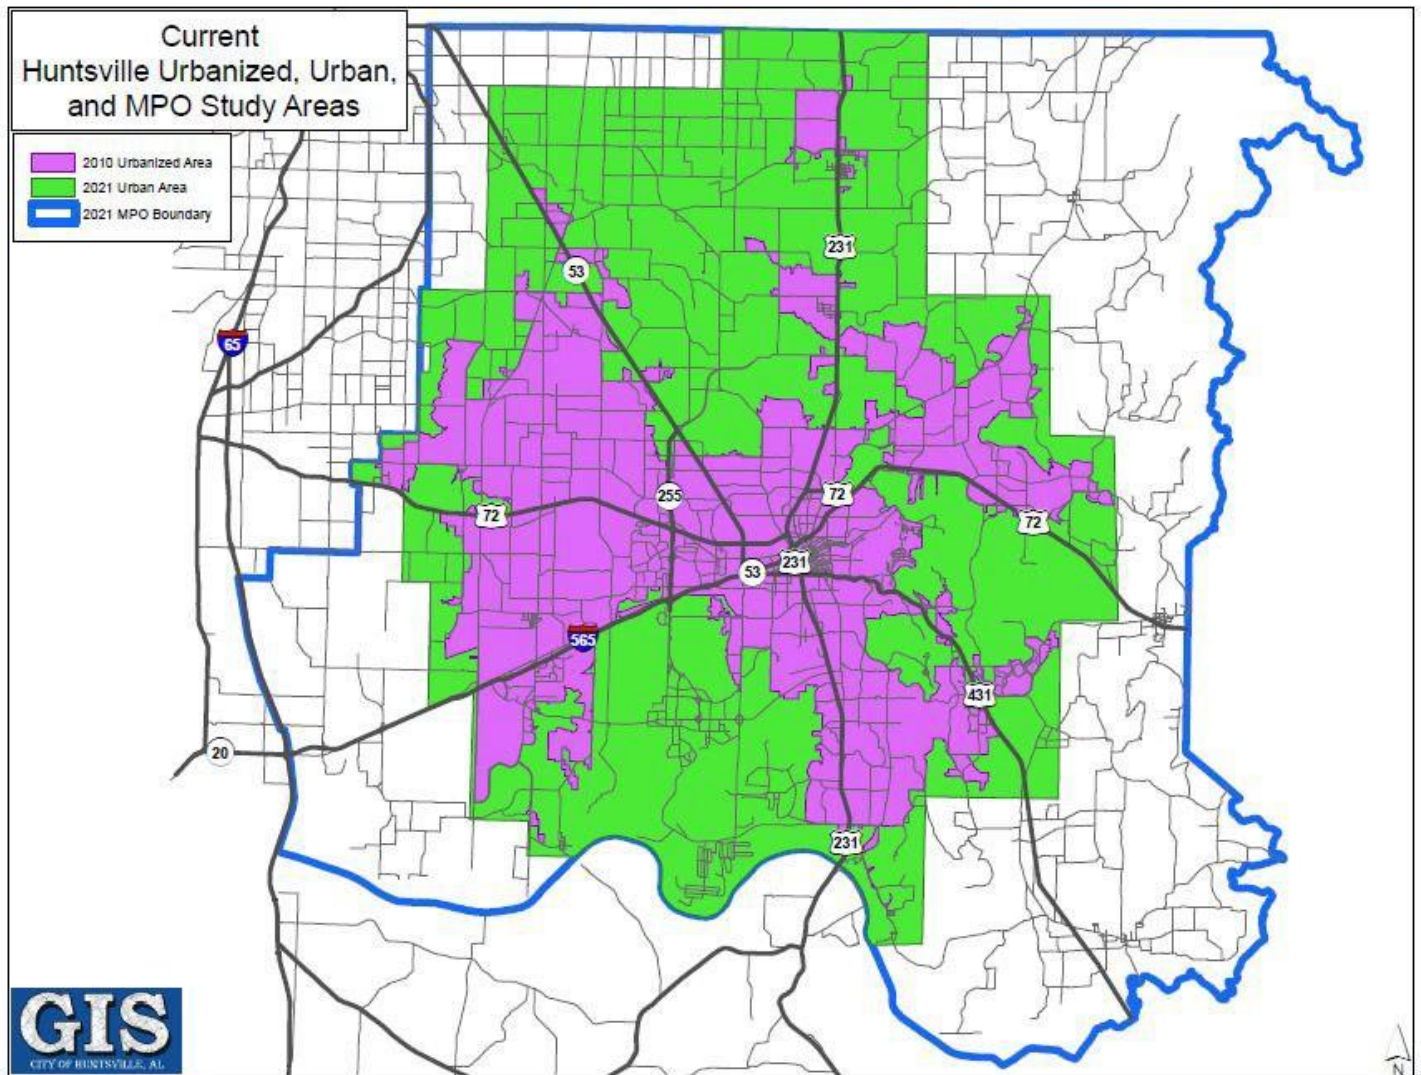 Current
Huntsville Urbanized, Urban,
and MPO Study Areas
2010 Urbanized Area
2021 Urban Area
2021 MPO Boundary
231
53
65
255
72
72
72
53
231
565
431
20
231
GIS
CITY OF HUNTSVILLE, AL
N